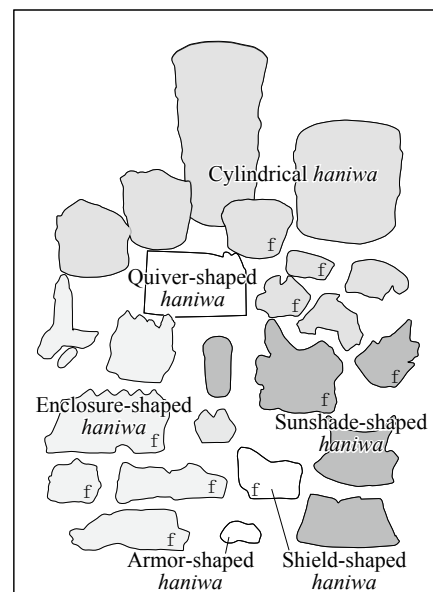 Cylindrical haniwa
f
f
Quiver-shaped
haniwa
f
f
f
Enclosure-shaped
haniwa
f
Sunshade-shaped
haniwa
f
f
f
f
Armor-shaped
haniwa
Shield-shaped
haniwa